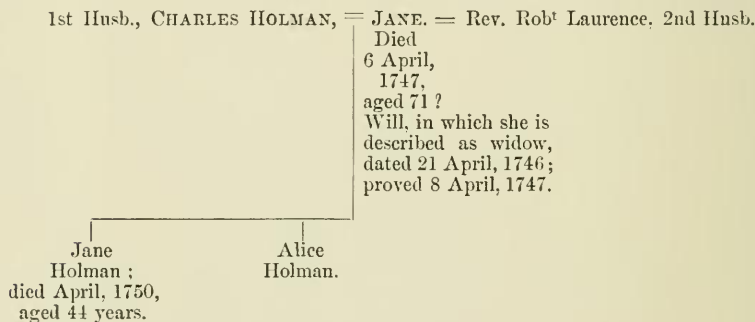 1st Husb., CHARLES HOLMAN, = JANE. = Rev. Robᵗ Laurence. 2nd Husb.
Died
6 April,
1747,
aged 71 ?
Will, in which she is
described as widow,
dated 21 April, 1746;
proved 8 April, 1747.
Jane
Holman ;
died April, 1750,
aged 44 years.
Alice
Holman.